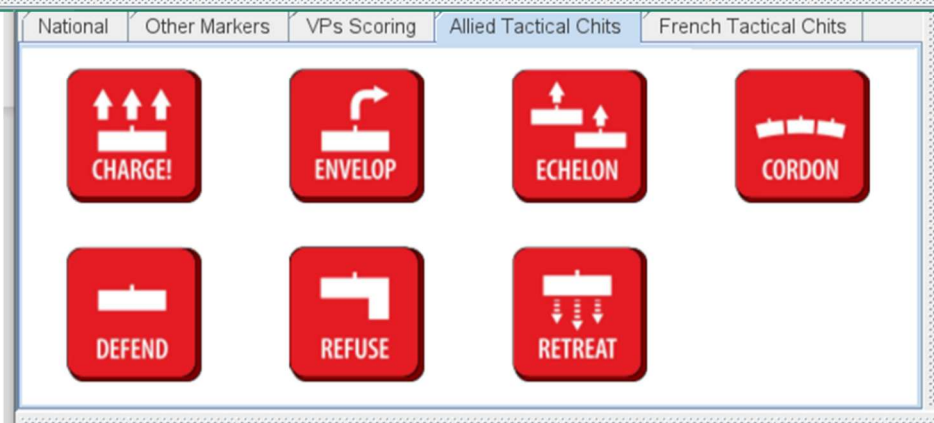 National Other Markers VPs Scoring Allied Tactical Chits French Tactical Chits
CHARGE! ENVELOP ECHELON CORDON
DEFEND REFUSE RETREAT